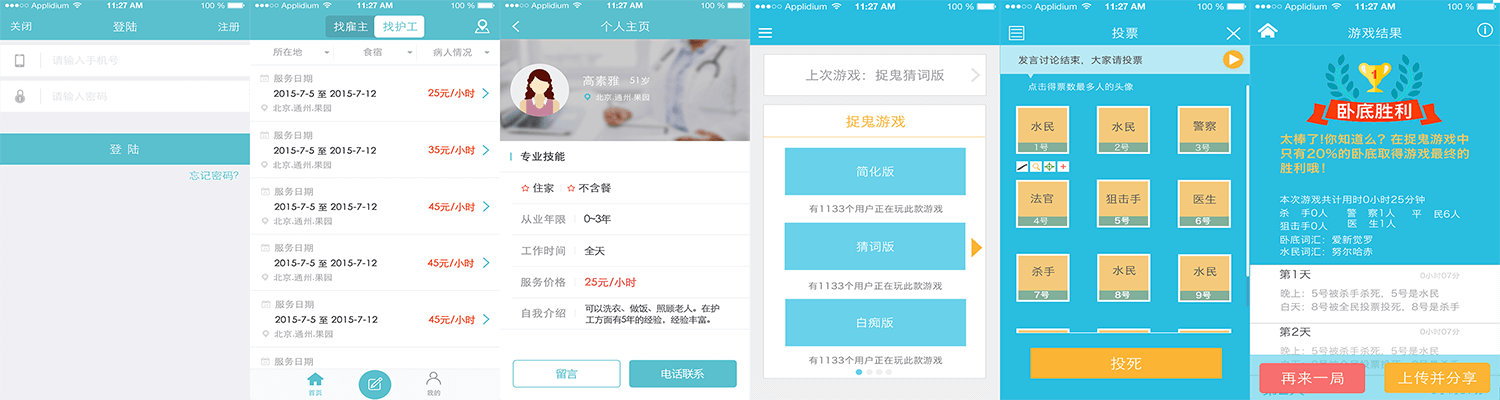 ●●●○○ Applidium 11:27 AM 100 %
关闭 登陆 注册
请输入手机号
请输入密码
登 陆
忘记密码?
●●●○○ Applidium 11:27 AM 100 %
找雇主 找护工
所在地 食宿 病人情况
服务日期
2015-7-5 至 2015-7-12
北京.通州.果园
25元/小时
服务日期
2015-7-5 至 2015-7-12
北京.通州.果园
35元/小时
服务日期
2015-7-5 至 2015-7-12
北京.通州.果园
45元/小时
服务日期
2015-7-5 至 2015-7-12
北京.通州.果园
45元/小时
服务日期
2015-7-5 至 2015-7-12
北京.通州.果园
45元/小时
服务日期
首页 我的
●●●○○ Applidium 11:27 AM 100 %
个人主页
高素雅 51岁
北京.通州.果园
专业技能
住家 不含餐
从业年限 0~3年
工作时间 全天
服务价格 25元/小时
自我介绍 可以洗衣、做饭、照顾老人。在护
工方面有5年的经验，经验丰富。
留言 电话联系
●●●○○ Applidium 11:27 AM 100 %
上次游戏：捉鬼猜词版
捉鬼游戏
简化版
有1133个用户正在玩此款游戏
猜词版
有1133个用户正在玩此款游戏
白痴版
有1133个用户正在玩此款游戏
●●●○○ Applidium 11:27 AM 100 %
投票
发言讨论结束，大家请投票
点击得票数最多人的头像
水民 水民 警察
1号 2号 3号
法官 狙击手 医生
4号 5号 6号
杀手 水民 水民
7号 8号 9号
投死
●●●○○ Applidium 11:27 AM 100 %
游戏结果
1
卧底胜利
太棒了!你知道么？在捉鬼游戏中
只有20%的卧底取得游戏最终的
胜利哦！
本次游戏共计用时0小时25分钟
杀 手0人 警 察1人 平 民6人
狙击手0人 医 生1人
卧底词汇：爱新觉罗
水民词汇：努尔哈赤
第1天 0小时07分
晚上：5号被杀手杀死，5号是水民
白天：8号被全民投票投死，8号是杀手
第2天 0小时07分
晚上：5号被杀手杀死，5号是水民
再来一局 上传并分享